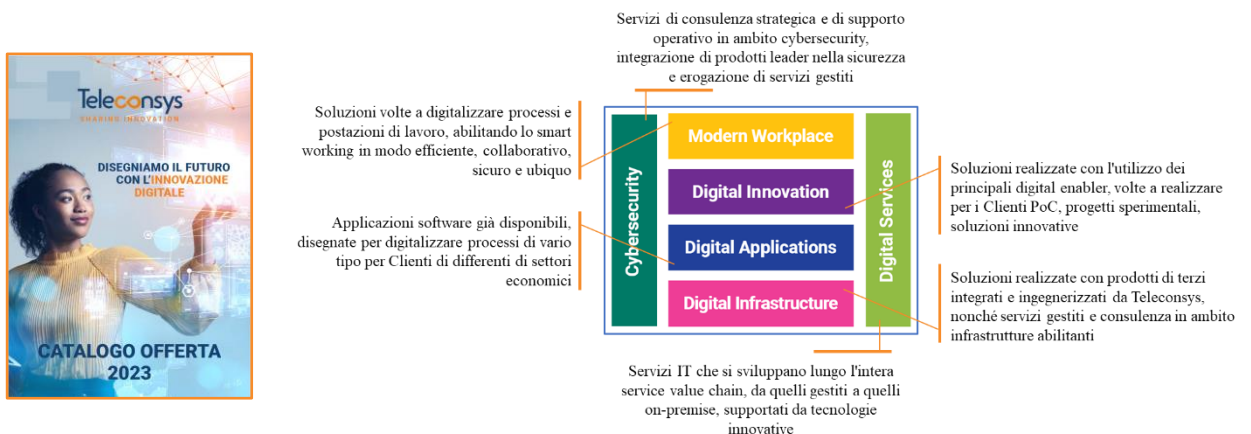 Teleconsys
SHARING INNOVATION
DISEGNIAMO IL FUTURO
CON L'INNOVAZIONE
DIGITALE
CATALOGO OFFERTA
2023
Servizi di consulenza strategica e di supporto
operativo in ambito cybersecurity,
integrazione di prodotti leader nella sicurezza
e erogazione di servizi gestiti
Soluzioni volte a digitalizzare processi e
postazioni di lavoro, abilitando lo smart
working in modo efficiente, collaborativo,
sicuro e ubiquo
Applicazioni software già disponibili,
disegnate per digitalizzare processi di vario
tipo per Clienti di differenti di settori
economici
Cybersecurity
Modern Workplace
Digital Innovation
Digital Applications
Digital Infrastructure
Digital Services
Soluzioni realizzate con l'utilizzo dei
principali digital enabler, volte a realizzare
per i Clienti PoC, progetti sperimentali,
soluzioni innovative
Soluzioni realizzate con prodotti di terzi
integrati e ingegnerizzati da Teleconsys,
nonché servizi gestiti e consulenza in ambito
infrastrutture abilitanti
Servizi IT che si sviluppano lungo l'intera
service value chain, da quelli gestiti a quelli
on-premise, supportati da tecnologie
innovative